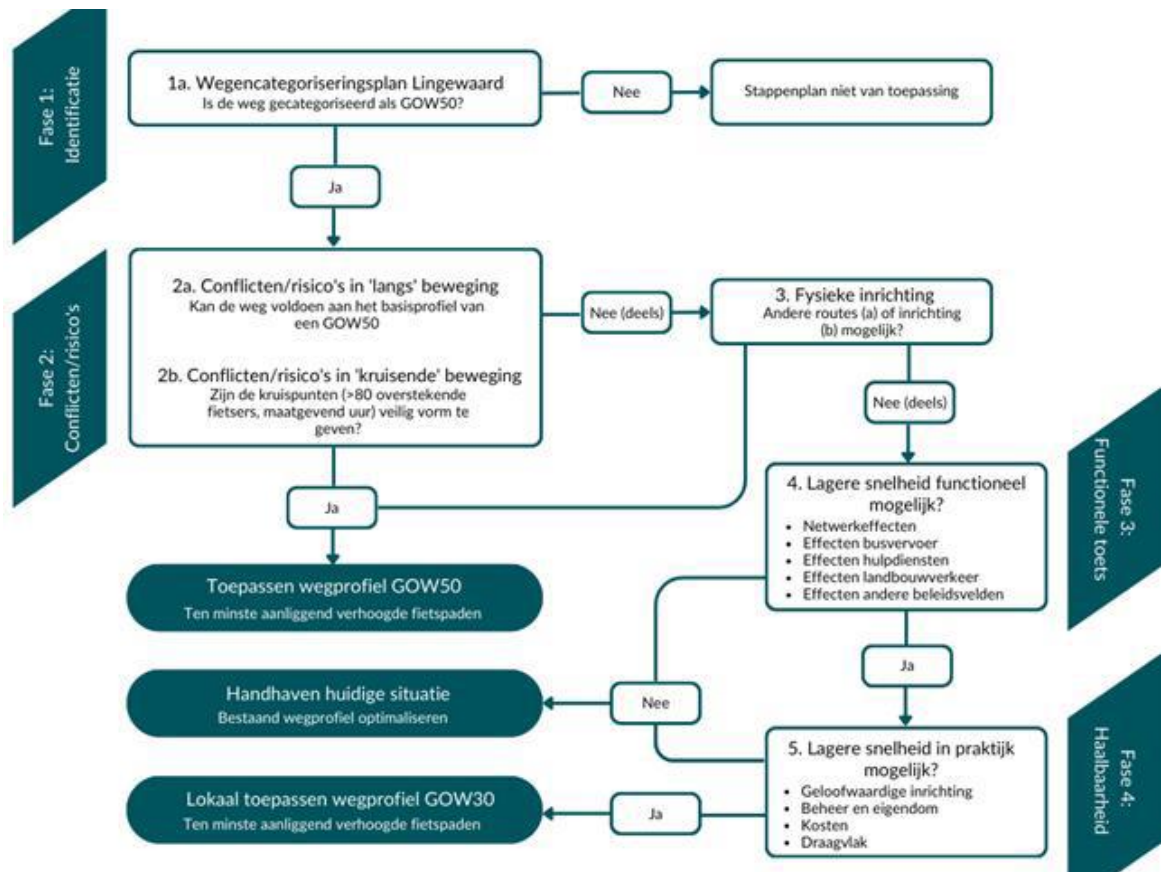 Fase 1:
Identificatie
1a. Wegencategoriseringsplan Lingewaard
Is de weg gecategoriseerd als GOW50?
Nee
Stappenplan niet van toepassing
Ja
Fase 2:
Conflicten/risico's
2a. Conflicten/risico's in 'langs' beweging
Kan de weg voldoen aan het basisprofiel van
een GOW50
2b. Conflicten/risico's in 'kruisende' beweging
Zijn de kruispunten (>80 overstekende
fietsers, maatgevend uur) veilig vorm te
geven?
Nee (deels)
3. Fysieke inrichting
Andere routes (a) of inrichting
(b) mogelijk?
Nee (deels)
Ja
Fase 3:
Functionele toets
4. Lagere snelheid functioneel
mogelijk?
• Netwerkeffecten
• Effecten busvervoer
• Effecten hulpdiensten
• Effecten landbouwverkeer
• Effecten andere beleidsvelden
Toepassen wegprofiel GOW50
Ten minste aanliggend verhoogde fietspaden
Ja
Handhaven huidige situatie
Bestaand wegprofiel optimaliseren
Nee
Fase 4:
Haalbaarheid
5. Lagere snelheid in praktijk
mogelijk?
• Geloofwaardige inrichting
• Beheer en eigendom
• Kosten
• Draagvlak
Ja
Lokaal toepassen wegprofiel GOW30
Ten minste aanliggend verhoogde fietspaden